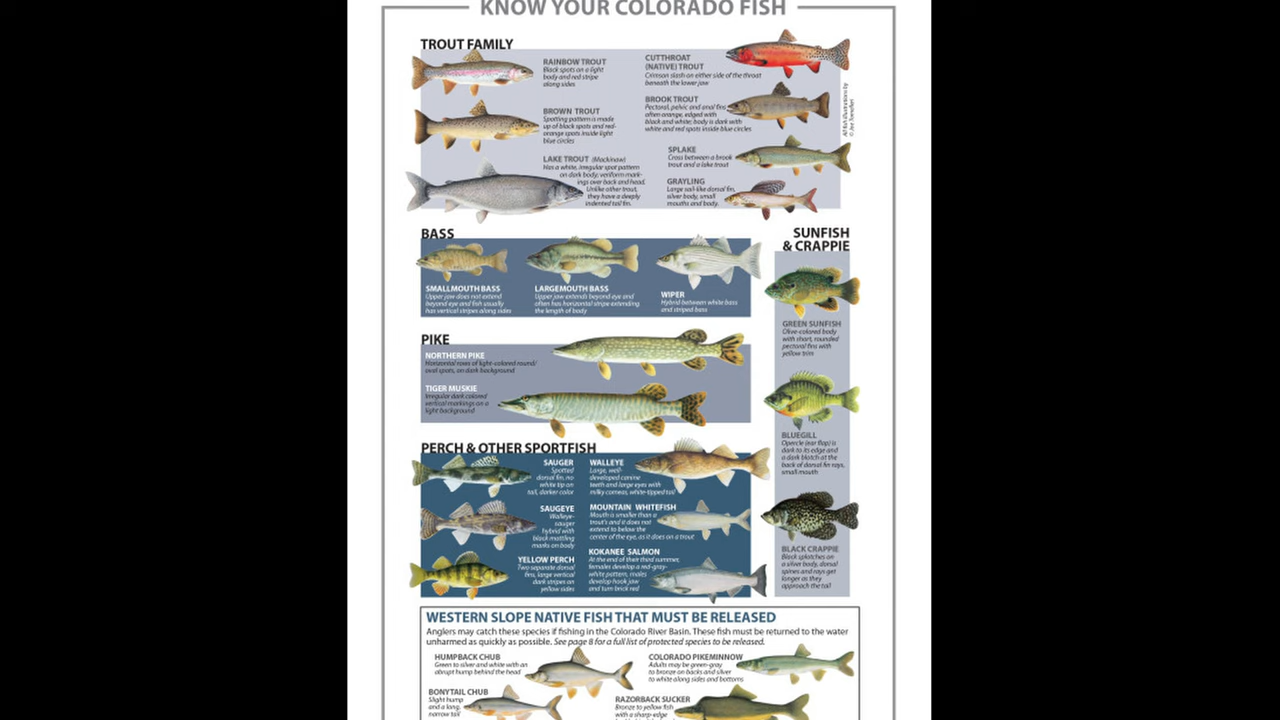 KNOW YOUR COLORADO FISH
TROUT FAMILY
RAINBOW TROUT
Black spots on a light
body and red stripe
along sides
BROWN TROUT
Spotting pattern is made
up of black spots and red-
orange spots inside light
blue circles
LAKE TROUT (Mackinaw)
Has a white, irregular spot pattern
on dark body; veriform mark-
ings over back and head.
Unlike other trout,
they have a deeply
indented tail fin.
CUTTHROAT
(NATIVE) TROUT
Crimson slash on either side of the throat
beneath the lower jaw
BROOK TROUT
Pectoral, pelvic and anal fins
often orange, edged with
black and white; body is dark with
white and red spots inside blue circles
SPLAKE
Cross between a brook
trout and a lake trout
GRAYLING
Large sail-like dorsal fin,
silver body, small
mouths and body.
All fish illustrations by
© Joe Tomelleri
BASS
SMALLMOUTH BASS
Upper jaw does not extend
beyond eye and fish usually
has vertical stripes along sides
LARGEMOUTH BASS
Upper jaw extends beyond eye and
often has horizontal stripe extending
the length of body
WIPER
Hybrid between white bass
and striped bass
SUNFISH
& CRAPPIE
GREEN SUNFISH
Olive-colored body
with short, rounded
pectoral fins with
yellow trim
BLUEGILL
Opercle (ear flap) is
dark to its edge and
a dark blotch at the
back of dorsal fin rays,
small mouth
BLACK CRAPPIE
Black splotches on
a silver body, dorsal
spines and rays get
longer as they
approach the tail
PIKE
NORTHERN PIKE
Horizontal rows of light-colored round/
oval spots, on dark background
TIGER MUSKIE
Irregular dark colored
vertical markings on a
light background
PERCH & OTHER SPORTFISH
SAUGER
Spotted
dorsal fin, no
white tip on
tail, darker color
SAUGEYE
Walleye-
sauger
hybrid with
black mottling
marks on body
YELLOW PERCH
Two separate dorsal
fins, large vertical
dark stripes on
yellow sides
WALLEYE
Large, well-
developed canine
teeth and large eyes with
milky corneas, white-tipped tail
MOUNTAIN WHITEFISH
Mouth is smaller than a
trout's and it does not
extend to below the
center of the eye, as it does on a trout
KOKANEE SALMON
At the end of their third summer,
females develop a red-gray-
white pattern, males
develop hook jaw
and turn brick red
WESTERN SLOPE NATIVE FISH THAT MUST BE RELEASED
Anglers may catch these species if fishing in the Colorado River Basin. These fish must be returned to the water
unharmed as quickly as possible. See page 8 for a full list of protected species to be released.
HUMPBACK CHUB
Green to silver and white with an
abrupt hump behind the head
COLORADO PIKEMINNOW
Adults may be green-gray
to bronze on backs and silver
to white along sides and bottoms
BONYTAIL CHUB
Slight hump
and a long,
narrow tail
RAZORBACK SUCKER
Bronze to yellow fish
with a sharp-edge